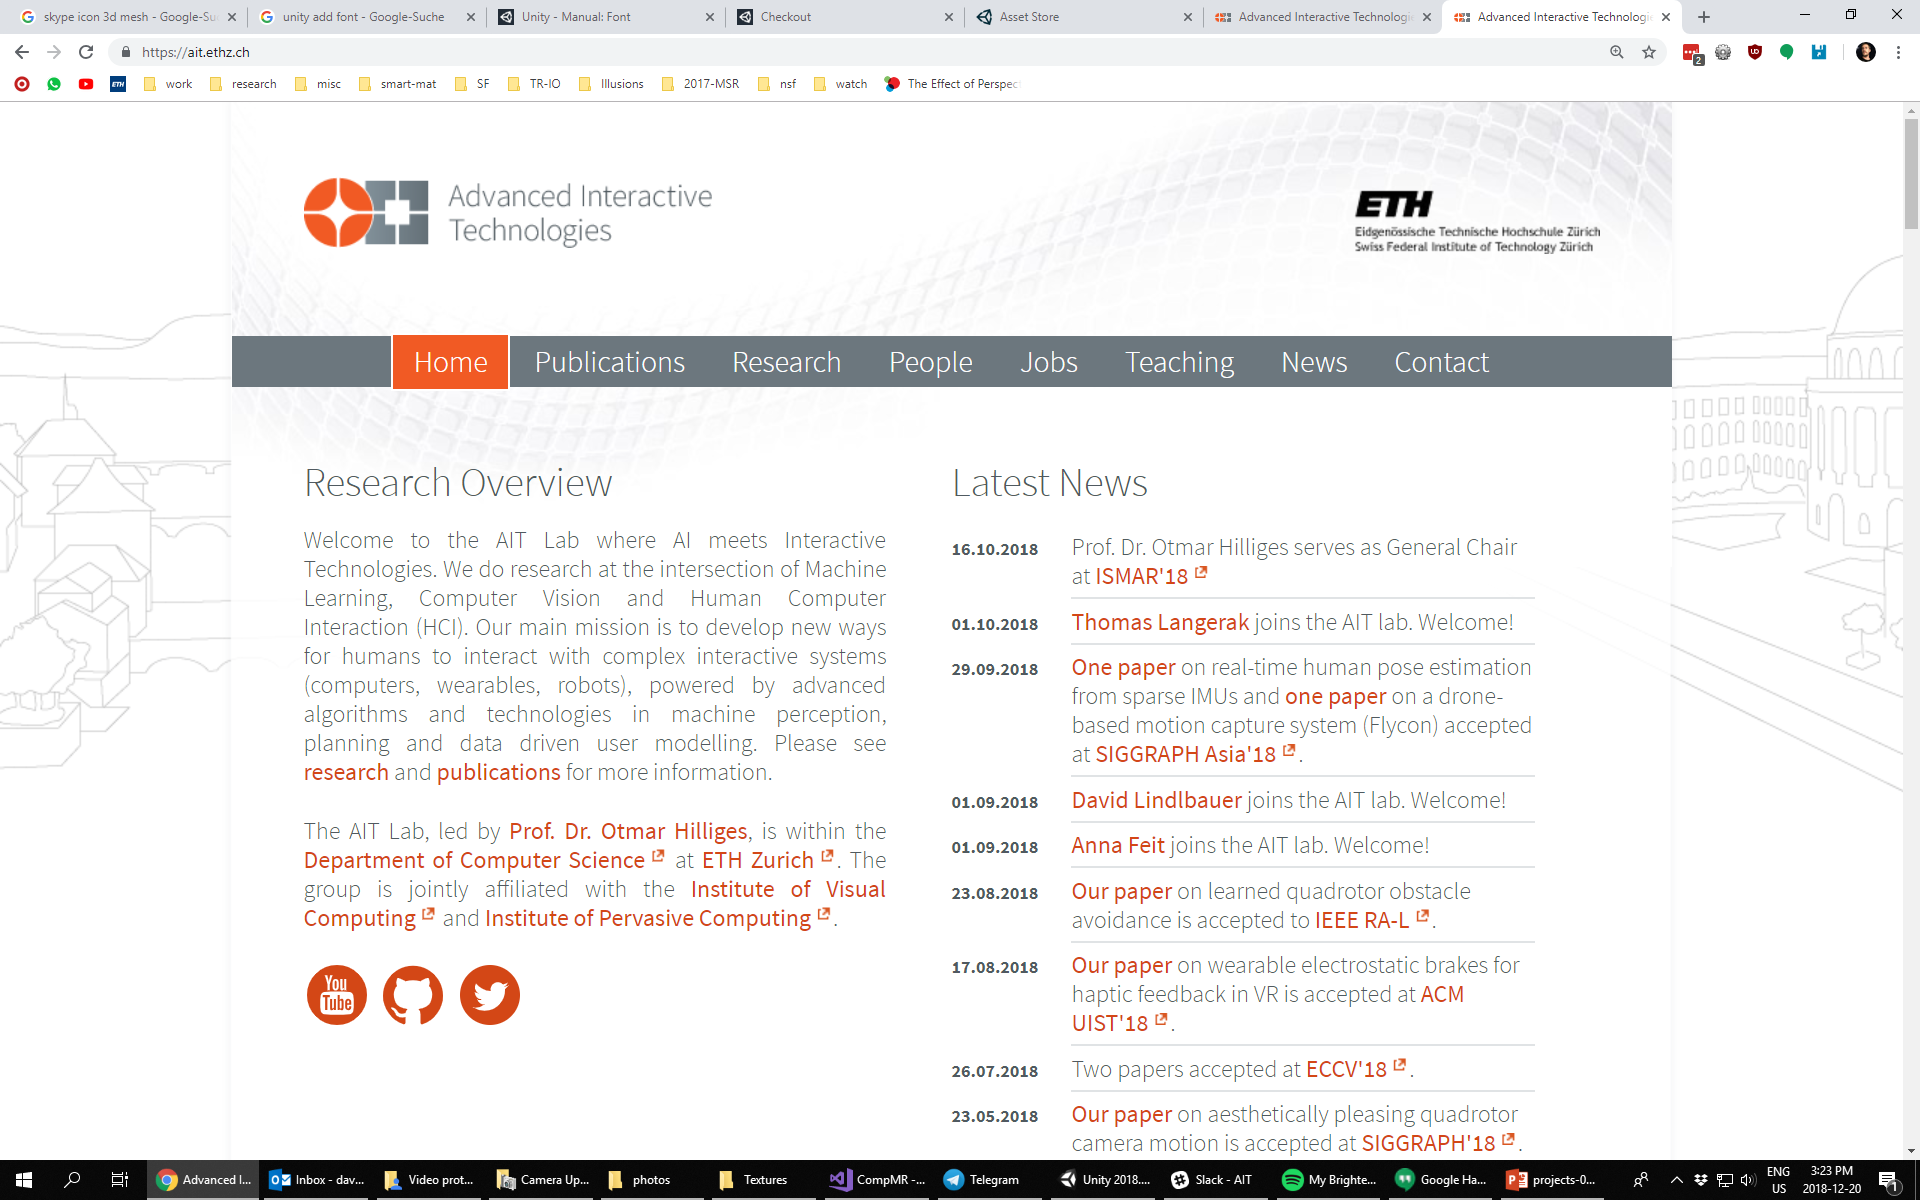 skype icon 3d mesh - Google-Su
unity add font - Google-Suche
Unity - Manual: Font
Checkout
Asset Store
Advanced Interactive Technologi
Advanced Interactive Technologi
https://ait.ethz.ch
2
ETH
work
research
misc
smart-mat
SF
TR-IO
Illusions
2017-MSR
nsf
watch
The Effect of Perspec
Advanced Interactive
Technologies
ETH
Eidgenössische Technische Hochschule Zürich
Swiss Federal Institute of Technology Zürich
Home
Publications
Research
People
Jobs
Teaching
News
Contact
Research Overview
Welcome to the AIT Lab where AI meets Interactive
Technologies. We do research at the intersection of Machine
Learning, Computer Vision and Human Computer
Interaction (HCI). Our main mission is to develop new ways
for humans to interact with complex interactive systems
(computers, wearables, robots), powered by advanced
algorithms and technologies in machine perception,
planning and data driven user modelling. Please see
research and publications for more information.
The AIT Lab, led by Prof. Dr. Otmar Hilliges, is within the
Department of Computer Science at ETH Zurich. The
group is jointly affiliated with the Institute of Visual
Computing and Institute of Pervasive Computing.
You
Tube
Latest News
16.10.2018
Prof. Dr. Otmar Hilliges serves as General Chair
at ISMAR'18
01.10.2018
Thomas Langerak joins the AIT lab. Welcome!
29.09.2018
One paper on real-time human pose estimation
from sparse IMUs and one paper on a drone-
based motion capture system (Flycon) accepted
at SIGGRAPH Asia'18.
01.09.2018
David Lindlbauer joins the AIT lab. Welcome!
01.09.2018
Anna Feit joins the AIT lab. Welcome!
23.08.2018
Our paper on learned quadrotor obstacle
avoidance is accepted to IEEE RA-L.
17.08.2018
Our paper on wearable electrostatic brakes for
haptic feedback in VR is accepted at ACM
UIST'18.
26.07.2018
Two papers accepted at ECCV'18.
23.05.2018
Our paper on aesthetically pleasing quadrotor
camera motion is accepted at SIGGRAPH'18.
Advanced I...
Inbox - dav...
Video prot...
Camera Up...
photos
Textures
CompMR -...
Telegram
Unity 2018....
Slack - AIT
My Brighte...
Google Ha...
projects-0...
ENG
US
3:23 PM
2018-12-20
1